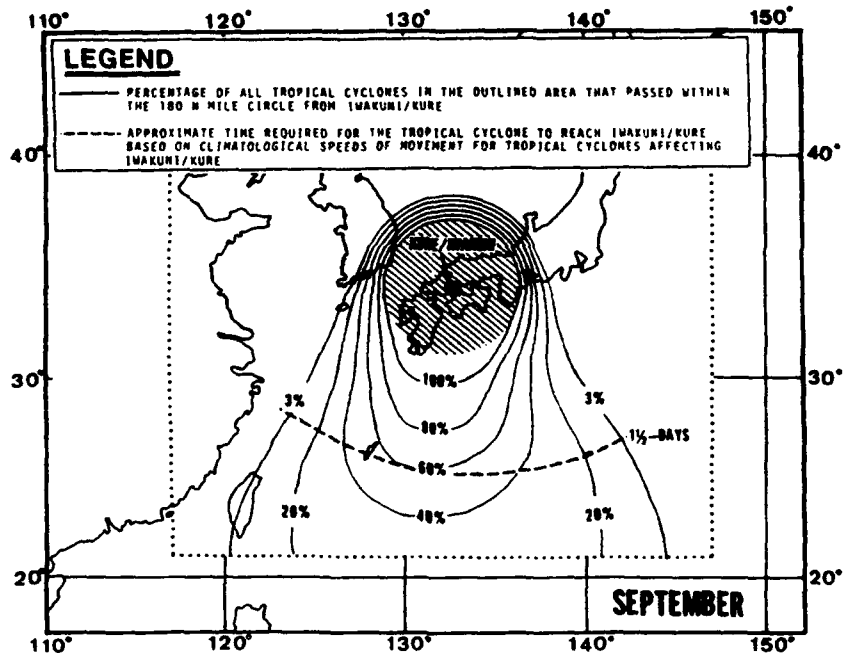 110° 120° 130° 140° 150°
LEGEND
PERCENTAGE OF ALL TROPICAL CYCLONES IN THE OUTLINED AREA THAT PASSED WITHIN
THE 180 N MILE CIRCLE FROM IWAKUNI/KURE
APPROXIMATE TIME REQUIRED FOR THE TROPICAL CYCLONE TO REACH IWAKUNI/KURE
BASED ON CLIMATOLOGICAL SPEEDS OF MOVEMENT FOR TROPICAL CYCLONES AFFECTING
IWAKUNI/KURE
40° 40°
KURE/IWAKUNI
30° 100% 30°
3% 3%
80%
1½-DAYS
60%
20% 40% 20%
20° 20°
SEPTEMBER
110° 120° 130° 140° 150°